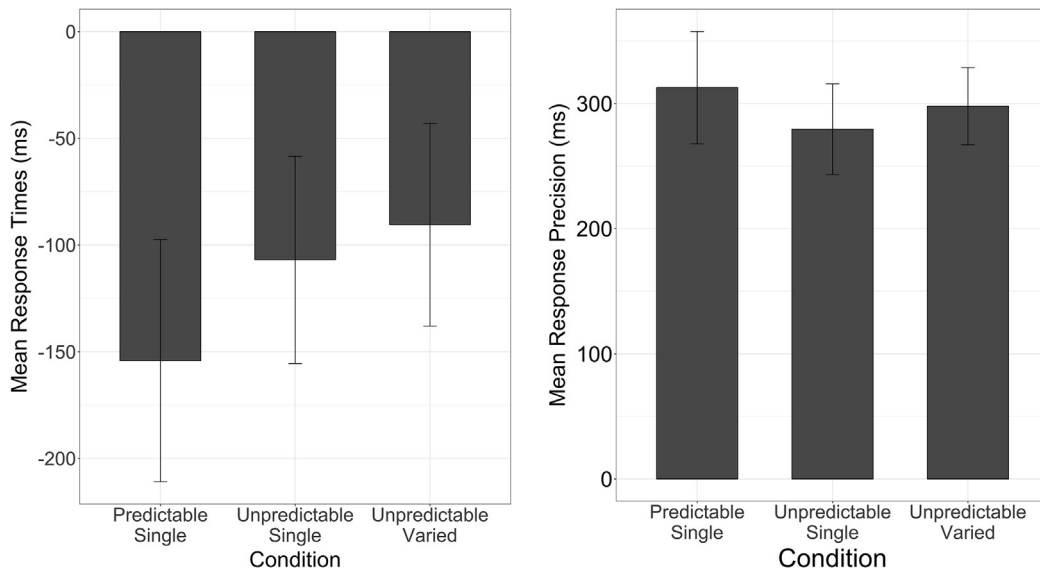 Mean Response Times (ms)
0
-50
-100
-150
-200
Predictable
Single
Unpredictable
Single
Unpredictable
Varied
Condition
Mean Response Precision (ms)
300
200
100
0
Predictable
Single
Unpredictable
Single
Unpredictable
Varied
Condition